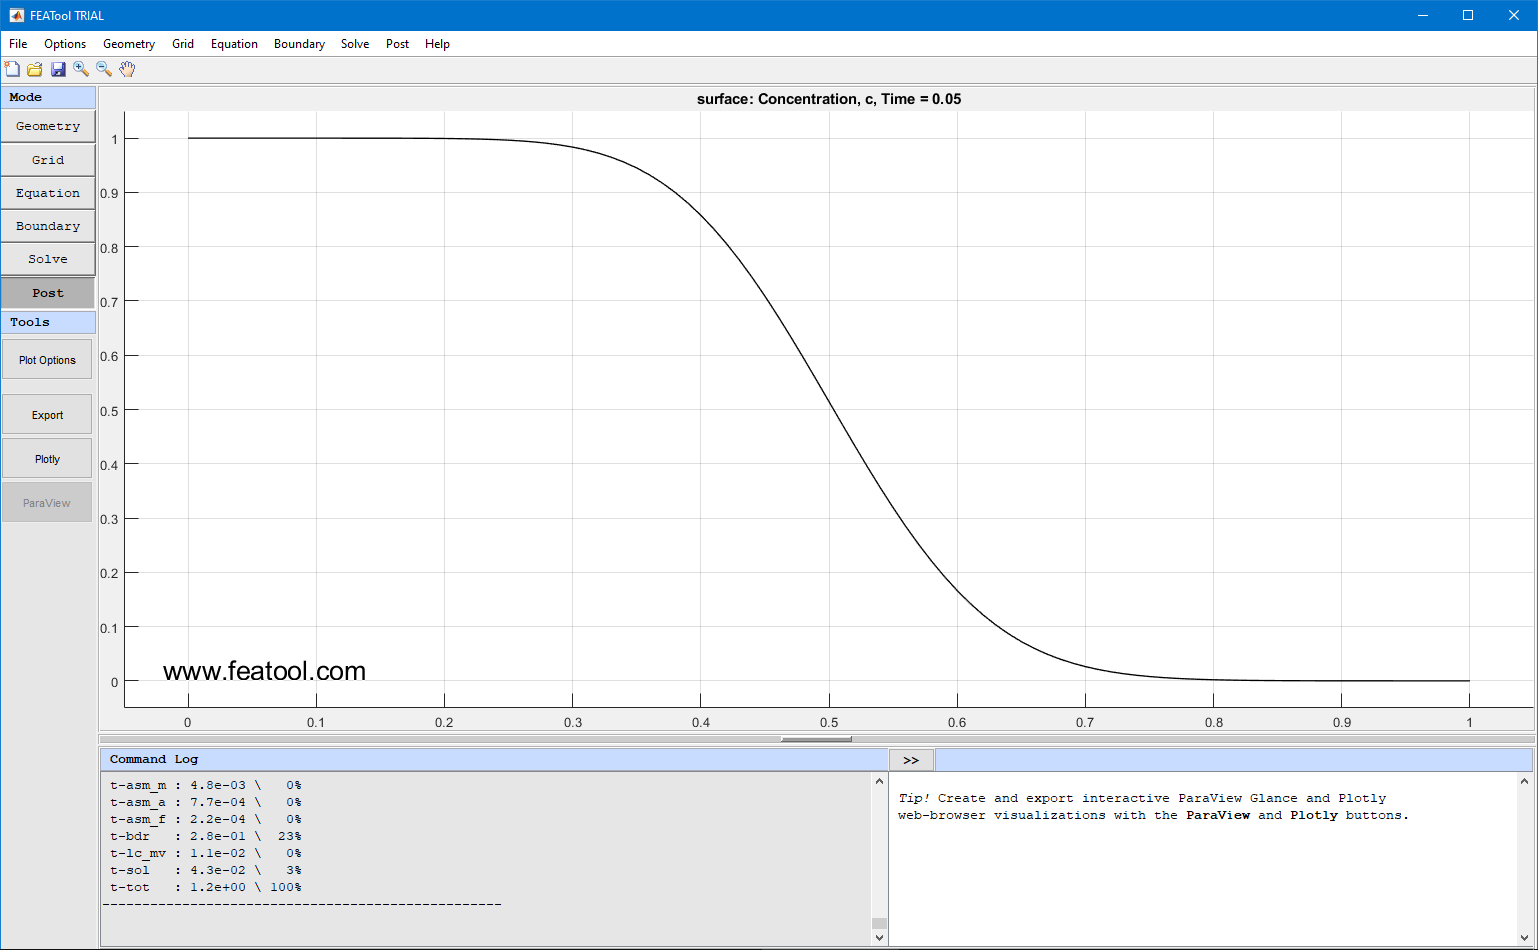 FEATool TRIAL
File Options Geometry Grid Equation Boundary Solve Post Help
Mode
Geometry
Grid
Equation
Boundary
Solve
Post
Tools
Plot Options
Export
Plotly
ParaView
surface: Concentration, c, Time = 0.05
1
0.9
0.8
0.7
0.6
0.5
0.4
0.3
0.2
0.1
0
www.featool.com
0 0.1 0.2 0.3 0.4 0.5 0.6 0.7 0.8 0.9 1
Command Log
t-asm_m : 4.8e-03 \ 0%
t-asm_a : 7.7e-04 \ 0%
t-asm_f : 2.2e-04 \ 0%
t-bdr : 2.8e-01 \ 23%
t-lc_mv : 1.1e-02 \ 0%
t-sol : 4.3e-02 \ 3%
t-tot : 1.2e+00 \ 100%
--------------------------------------------------
>>
Tip! Create and export interactive ParaView Glance and Plotly
web-browser visualizations with the ParaView and Plotly buttons.